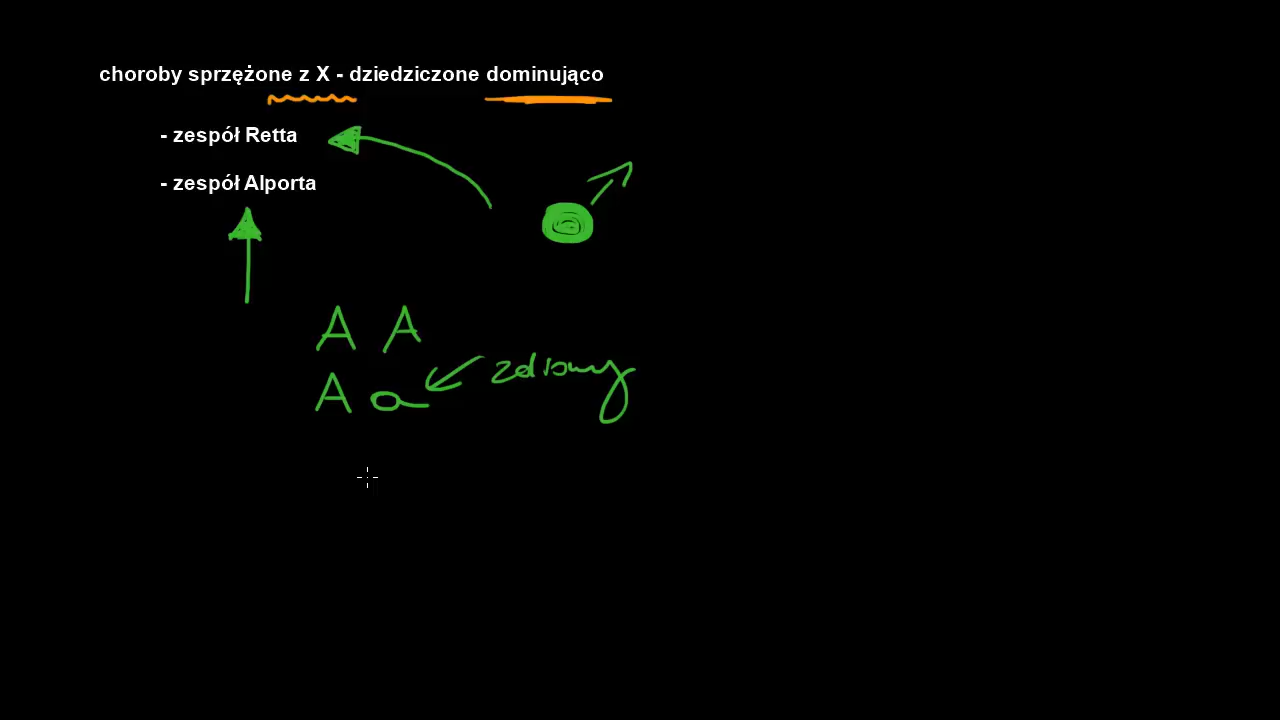 choroby sprzężone z X - dziedziczone dominująco
- zespół Retta
- zespół Alporta
A A
A a
zdrowy